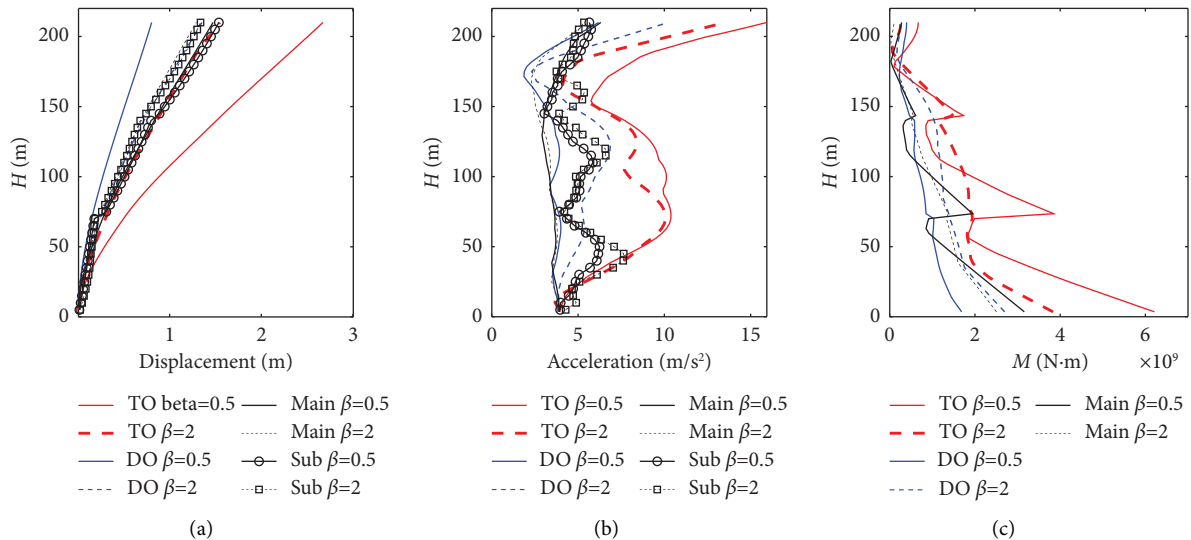 200
150
100
50
0
H (m)
0
1
2
3
Displacement (m)
TO beta=0.5
TO β=2
DO β=0.5
DO β=2
Main β=0.5
Main β=2
Sub β=0.5
Sub β=2
(a)
200
150
100
50
0
H (m)
0
5
10
15
Acceleration (m/s²)
TO β=0.5
TO β=2
DO β=0.5
DO β=2
Main β=0.5
Main β=2
Sub β=0.5
Sub β=2
(b)
200
150
100
50
0
H (m)
0
2
4
6
M (N·m)
×10⁹
TO β=0.5
TO β=2
DO β=0.5
DO β=2
Main β=0.5
Main β=2
(c)